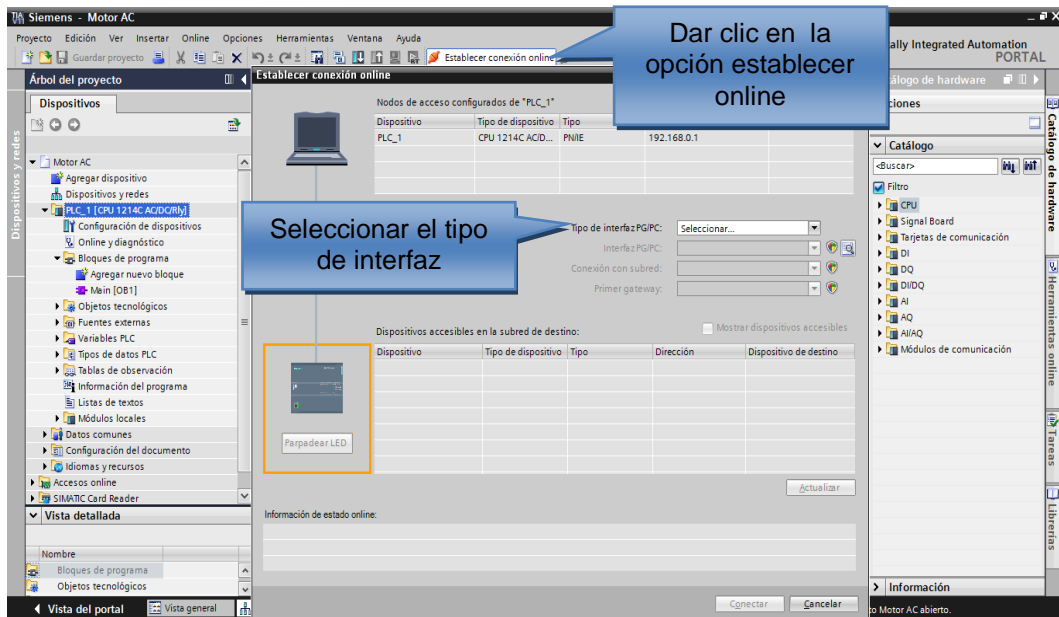 Siemens - Motor AC
Proyecto Edición Ver Insertar Online Opciones Herramientas Ventana Ayuda
Guardar proyecto
Establecer conexión online
Dar clic en la
opción establecer
online
ally Integrated Automation
PORTAL
Árbol del proyecto
Dispositivos
Dispositivos y redes
Motor AC
Agregar dispositivo
Dispositivos y redes
PLC_1 [CPU 1214C AC/DC/Rly]
Configuración de dispositivos
Online y diagnóstico
Bloques de programa
Agregar nuevo bloque
Main [OB1]
Objetos tecnológicos
Fuentes externas
Variables PLC
Tipos de datos PLC
Tablas de observación
Información del programa
Listas de textos
Módulos locales
Datos comunes
Configuración del documento
Idiomas y recursos
Accesos online
SIMATIC Card Reader
Vista detallada
Nombre
Bloques de programa
Objetos tecnológicos
Vista del portal
Vista general
Establecer conexión online
Nodos de acceso configurados de "PLC_1"
Dispositivo Tipo de dispositivo Tipo
PLC_1 CPU 1214C AC/D... PN/IE 192.168.0.1
Seleccionar el tipo
de interfaz
Tipo de interfaz PG/PC: Seleccionar...
Interfaz PG/PC:
Conexión con subred:
Primer gateway:
Dispositivos accesibles en la subred de destino:
Mostrar dispositivos accesibles
Dispositivo Tipo de dispositivo Tipo Dirección Dispositivo de destino
Parpadear LED
Actualizar
Información de estado online:
Conectar Cancelar
álogo de hardware
ciones
Catálogo
<Buscar>
Filtro
CPU
Signal Board
Tarjetas de comunicación
DI
DQ
DI/DQ
AI
AQ
AI/AQ
Módulos de comunicación
Información
to Motor AC abierto.
Catálogo de hardware
Herramientas online
Tareas
Librerías